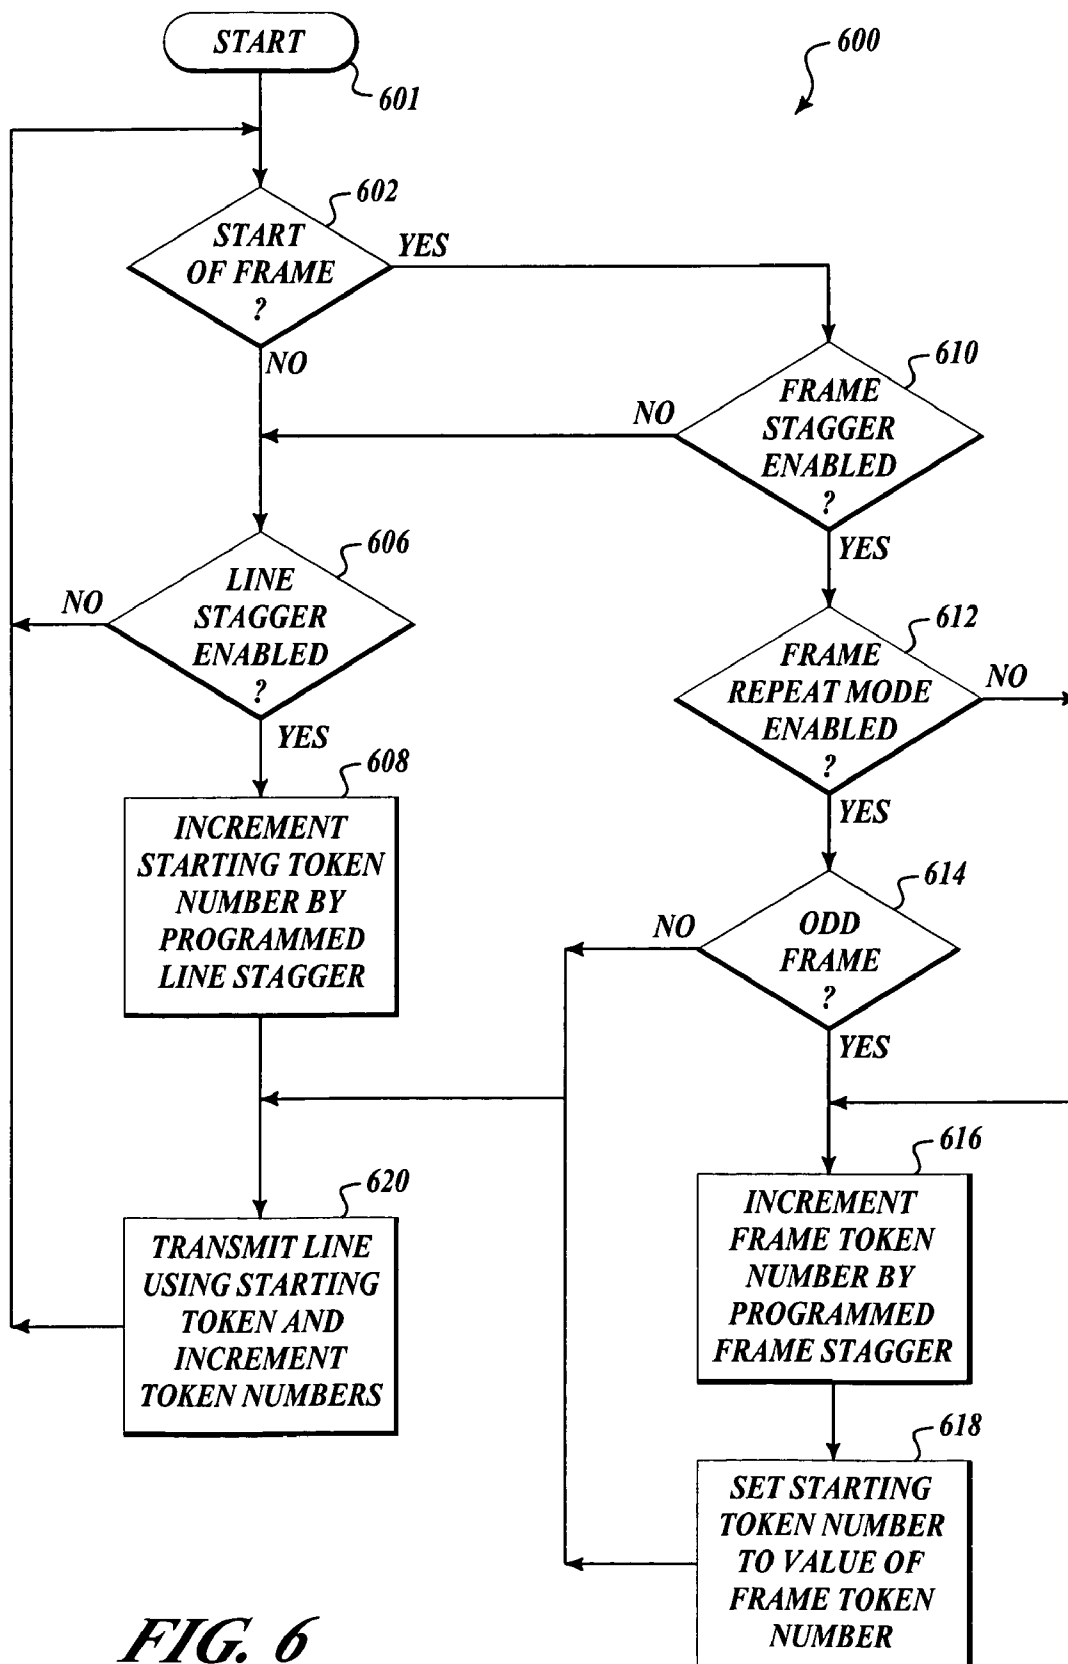 START
601
600
602
START
OF FRAME
?
YES
NO
610
FRAME
STAGGER
ENABLED
?
NO
YES
606
LINE
STAGGER
ENABLED
?
NO
YES
612
FRAME
REPEAT MODE
ENABLED
?
NO
YES
608
INCREMENT
STARTING TOKEN
NUMBER BY
PROGRAMMED
LINE STAGGER
614
ODD
FRAME
?
NO
YES
616
INCREMENT
FRAME TOKEN
NUMBER BY
PROGRAMMED
FRAME STAGGER
620
TRANSMIT LINE
USING STARTING
TOKEN AND
INCREMENT
TOKEN NUMBERS
618
SET STARTING
TOKEN NUMBER
TO VALUE OF
FRAME TOKEN
NUMBER
FIG. 6